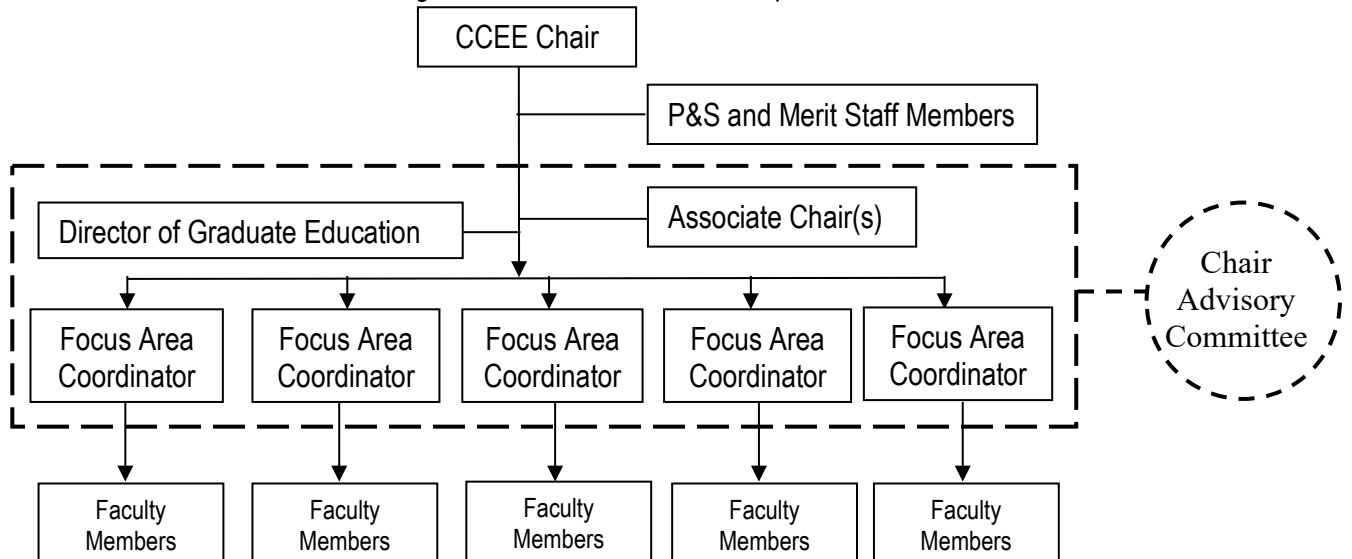 CCEE Chair
P&S and Merit Staff Members
Associate Chair(s)
Director of Graduate Education
Chair
Advisory
Committee
Focus Area
Coordinator
Focus Area
Coordinator
Focus Area
Coordinator
Focus Area
Coordinator
Focus Area
Coordinator
Faculty
Members
Faculty
Members
Faculty
Members
Faculty
Members
Faculty
Members